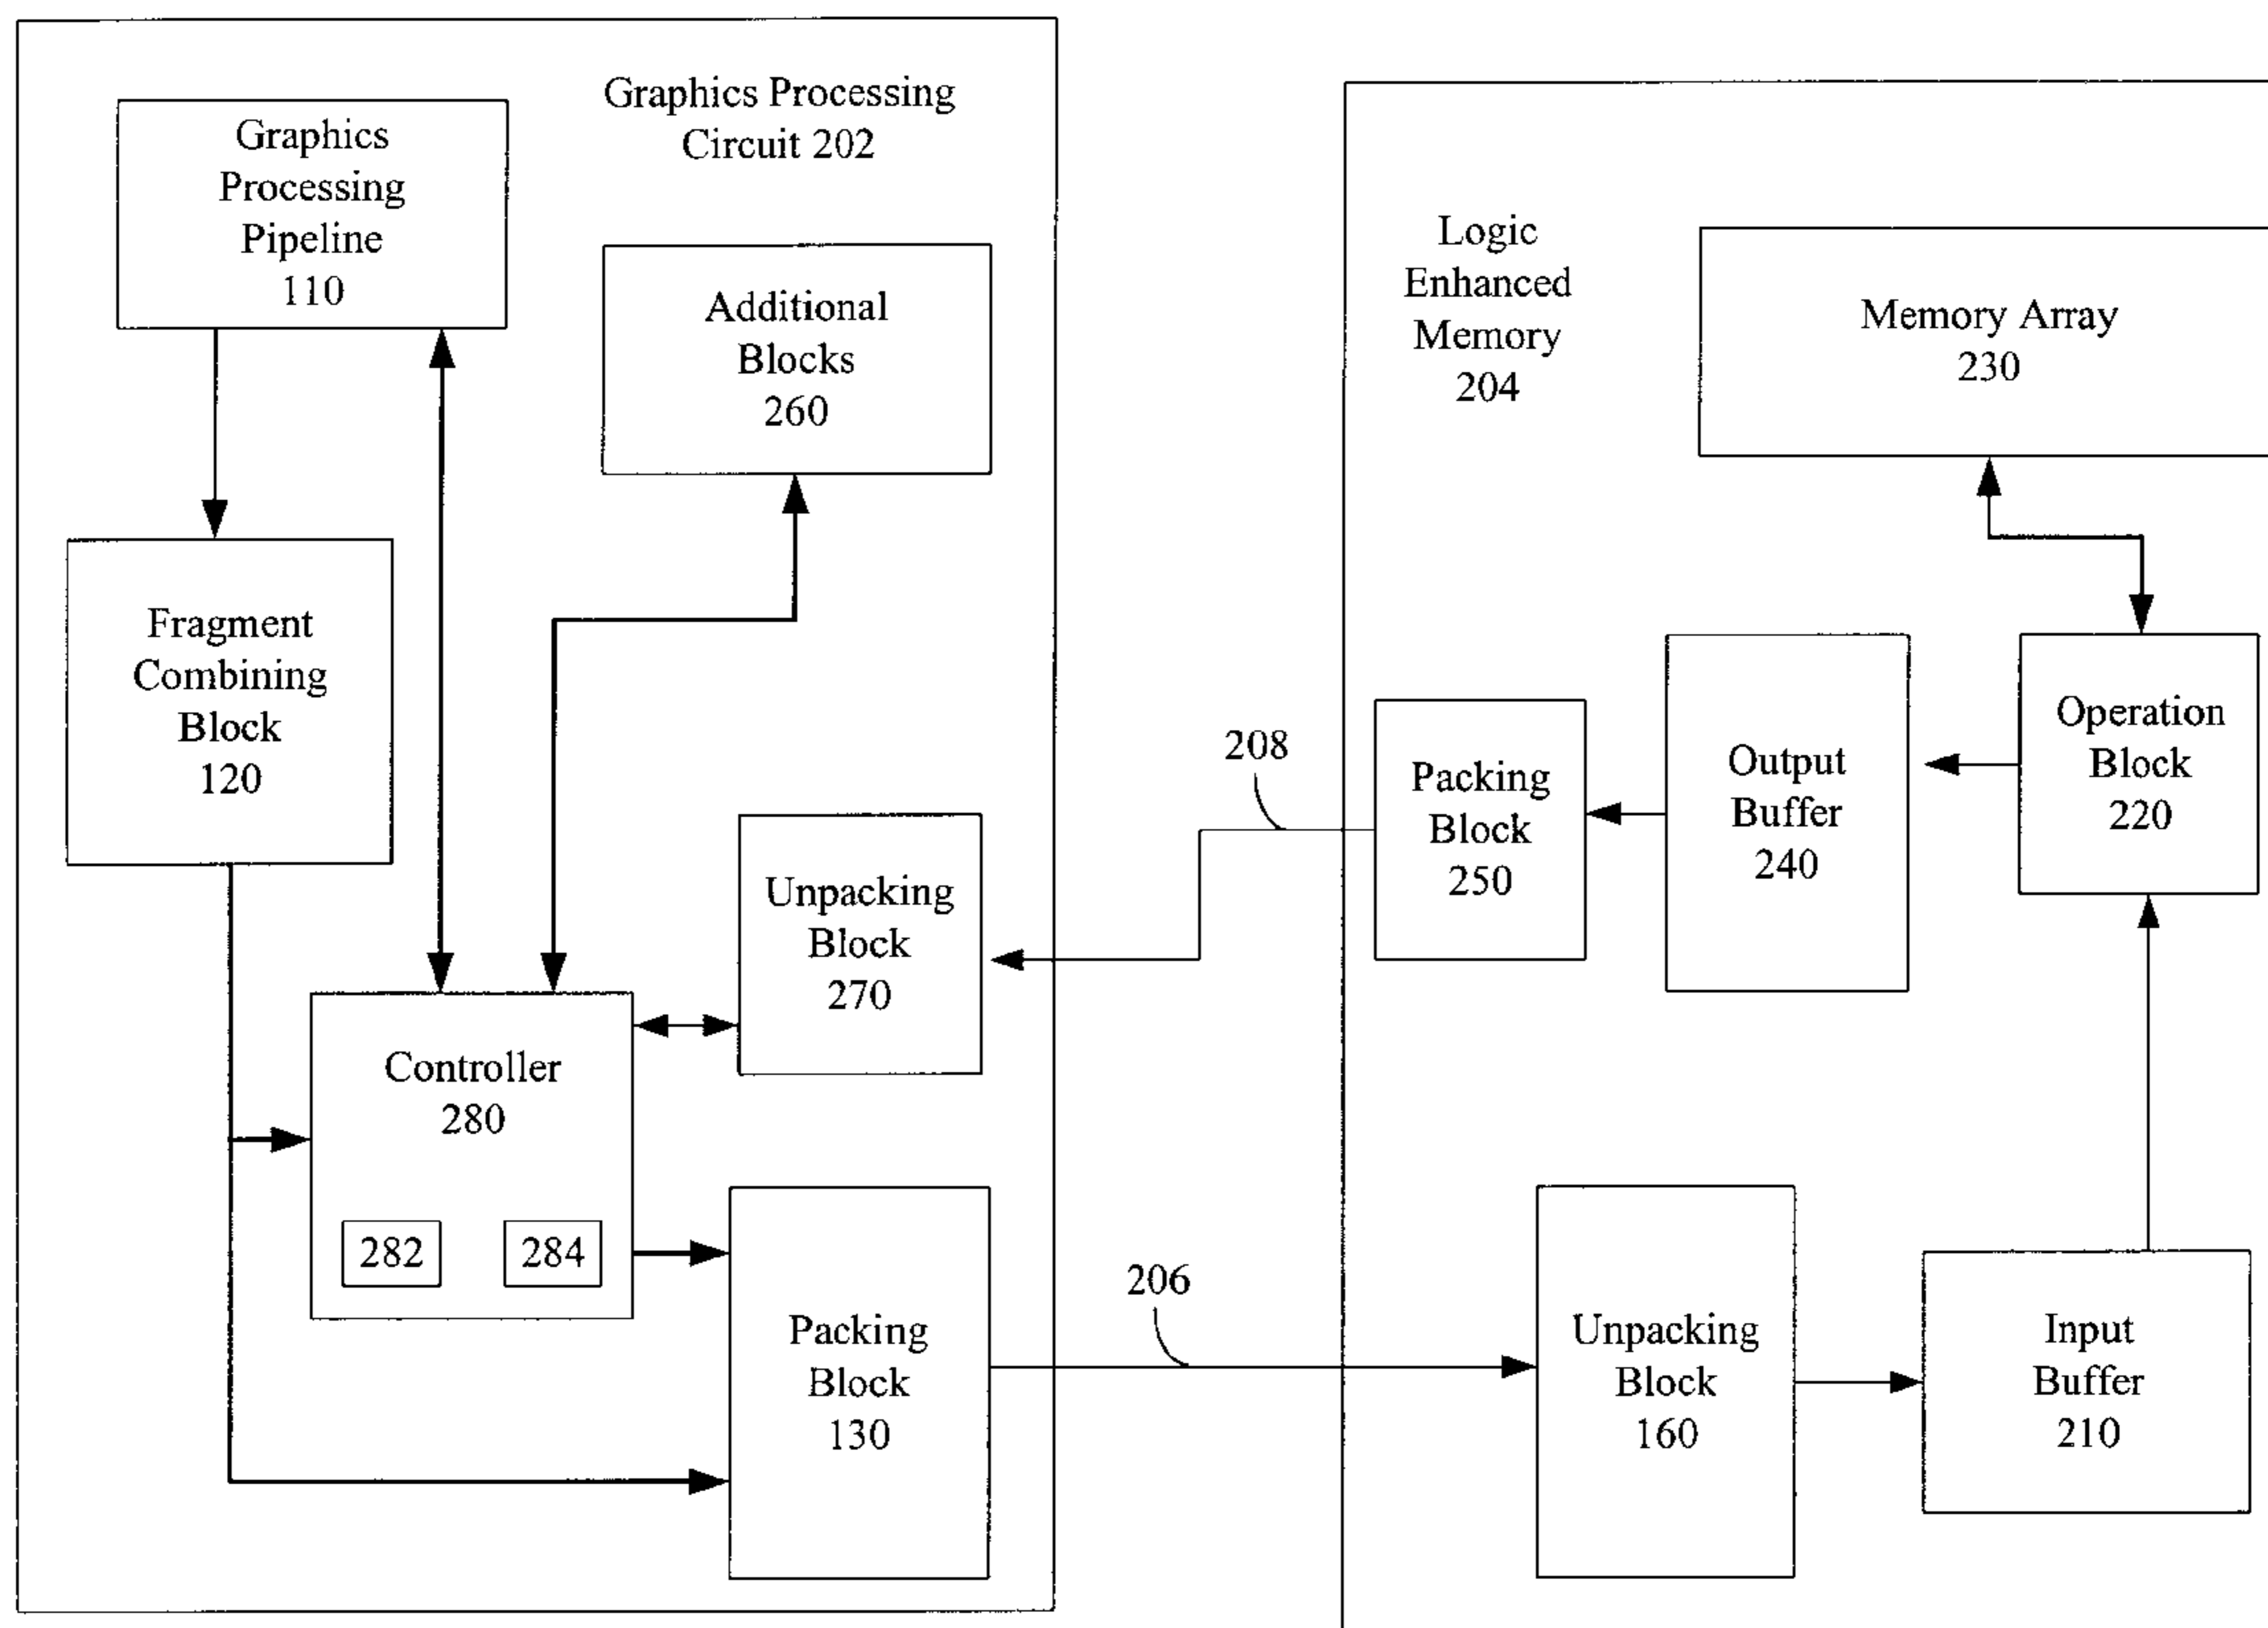 Graphics Processing
Circuit 202
Graphics
Processing
Pipeline
110
Additional
Blocks
260
Fragment
Combining
Block
120
Unpacking
Block
270
Controller
280
282
284
Packing
Block
130
208
206
Logic
Enhanced
Memory
204
Memory Array
230
Operation
Block
220
Output
Buffer
240
Packing
Block
250
Unpacking
Block
160
Input
Buffer
210